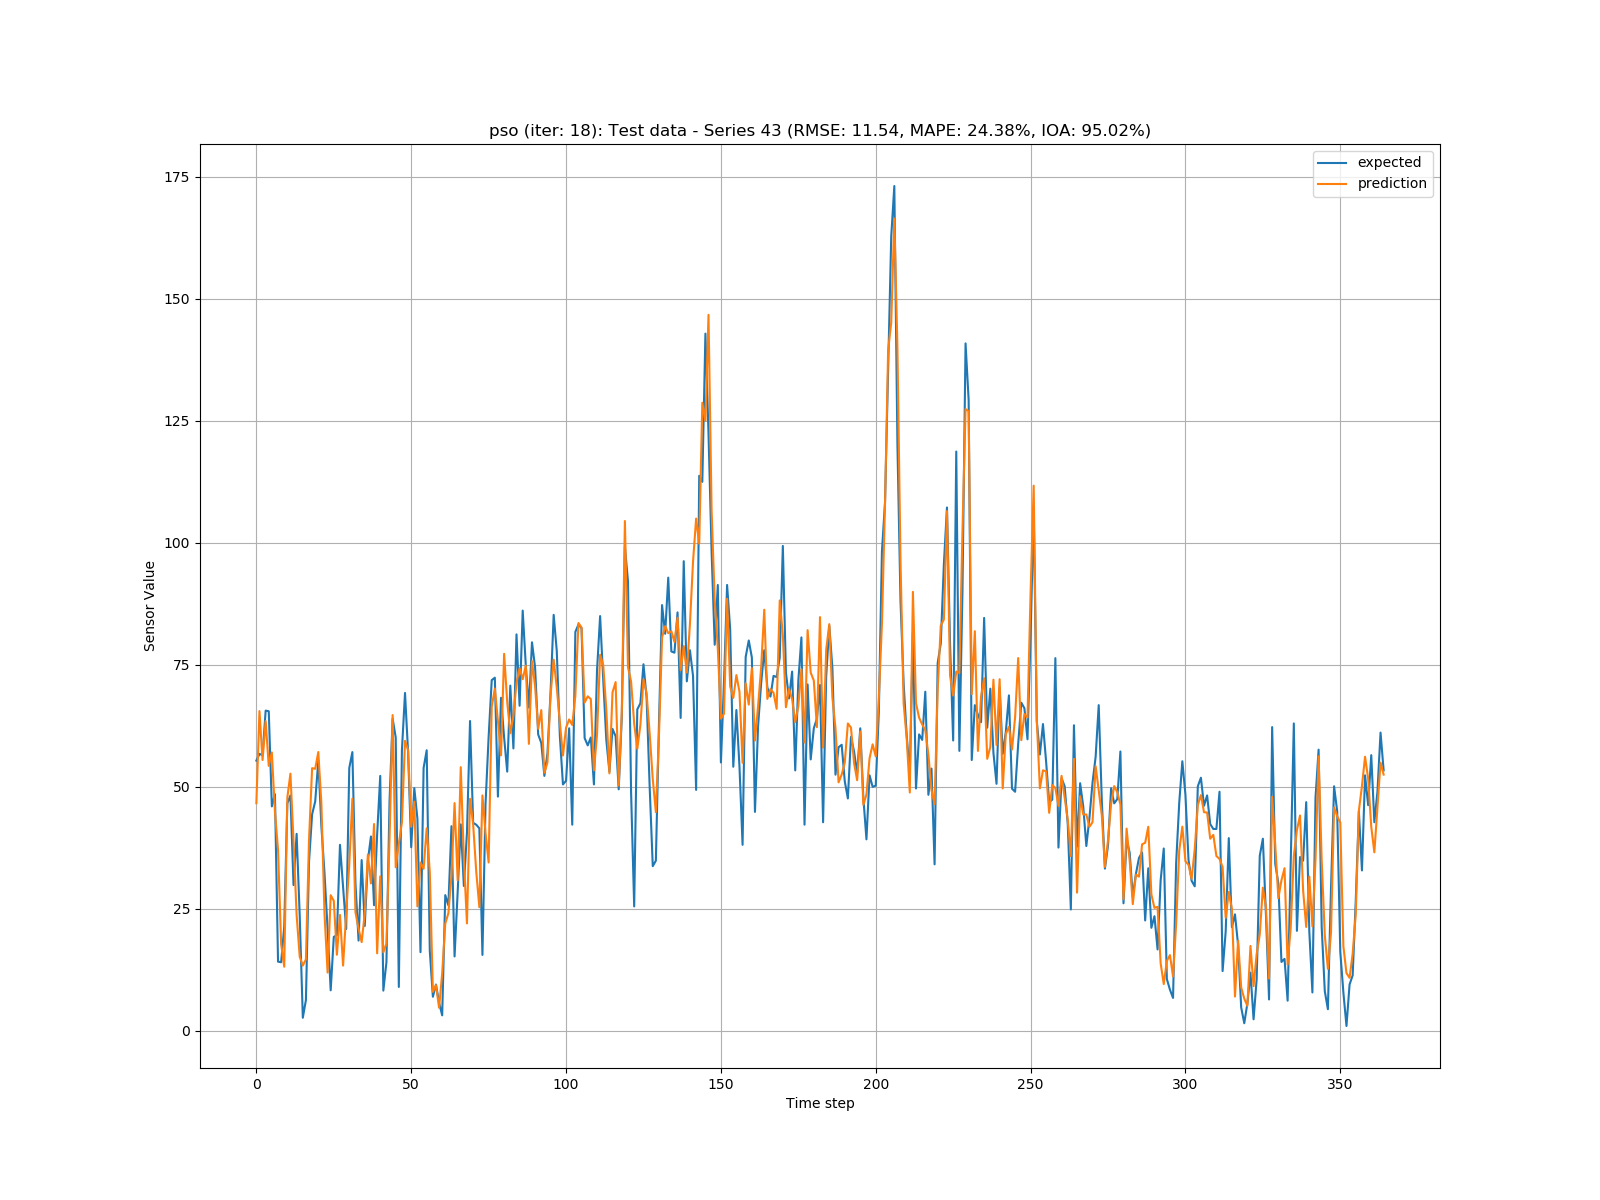 pso (iter: 18): Test data - Series 43 (RMSE: 11.54, MAPE: 24.38%, IOA: 95.02%)
expected
prediction
175
150
125
100
75
50
25
0
Sensor Value
0 50 100 150 200 250 300 350
Time step